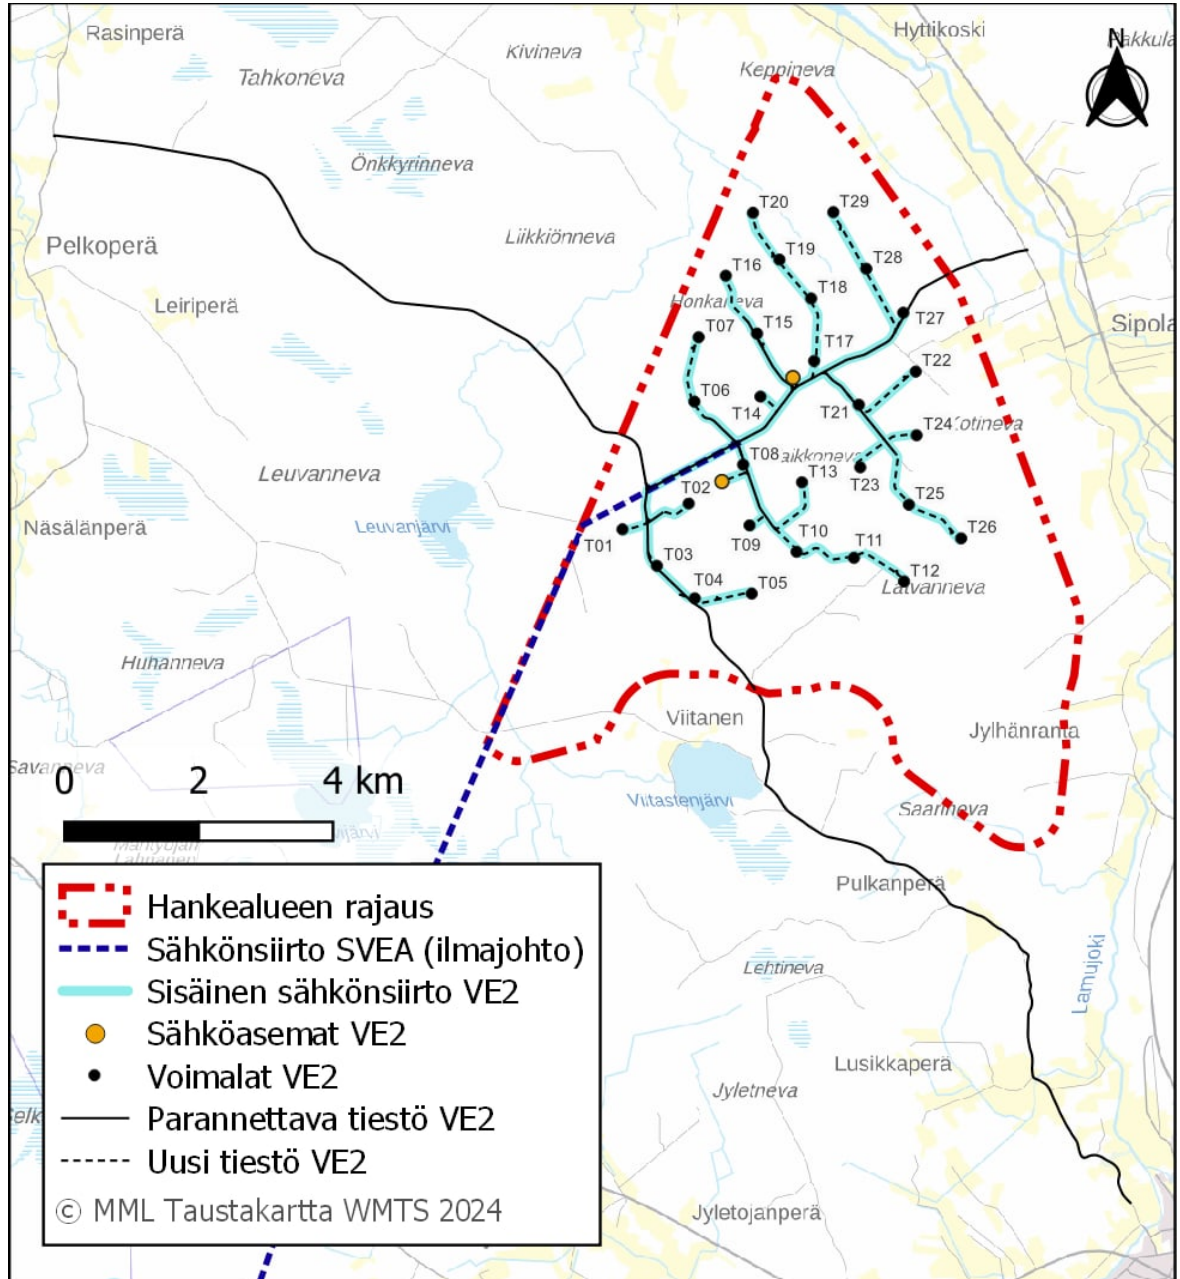 Rasinperä
Kivineva
Hyttikoski
N
Tahkoneva
Keppineva
Önkkyrinneva
Liikkiönneva
Pelkoperä
Leiriperä
T20
T29
T19
T28
T16
T18
Honkaneva
T07
T15
T27
Sipola
T17
T22
T06
T14
T21
T24
T08
T13
T23
Leuvanneva
T02
T25
Näsälänperä
Leuvanjärvi
T01
T09
T10
T26
T03
T11
T04
T05
T12
Latvanneva
Huhanneva
Viitanen
Jylhänranta
Savanneva
0 2 4 km
Viitastenjärvi
Saarineva
Pulkanperä
Lehtineva
Lamujoki
Lusikkaperä
Jyletneva
Jyletojanperä
Hankealueen rajaus
Sähkönsiirto SVEA (ilmajohto)
Sisäinen sähkönsiirto VE2
Sähköasemat VE2
Voimalat VE2
Parannettava tiestö VE2
Uusi tiestö VE2
© MML Taustakartta WMTS 2024